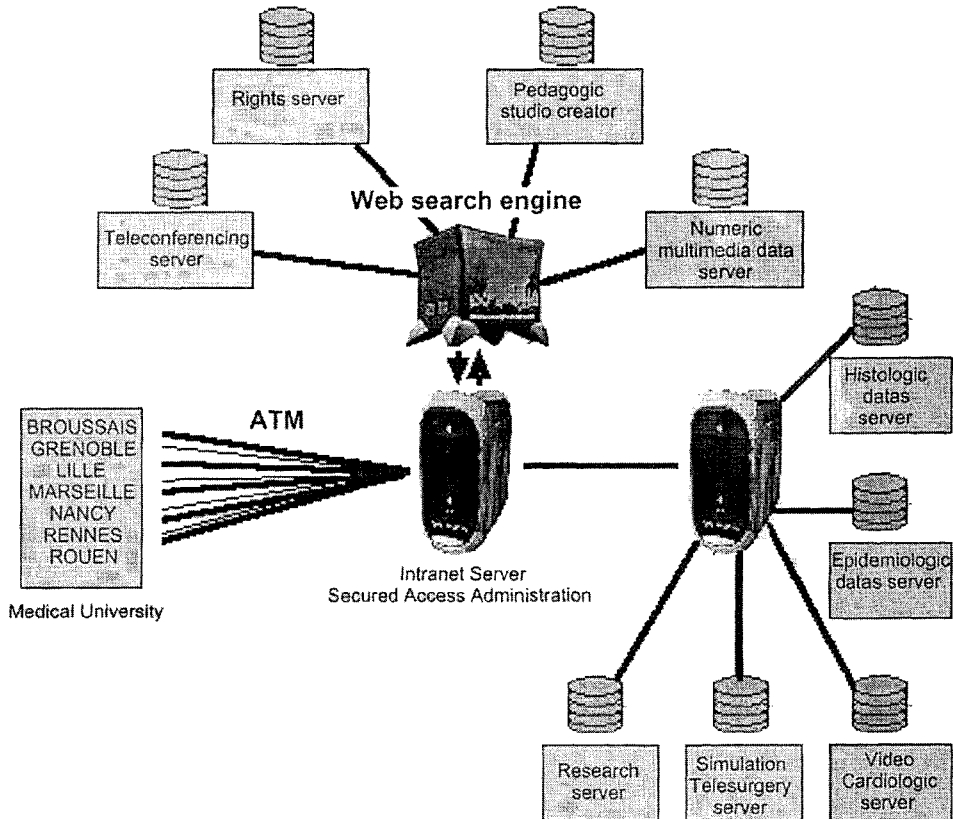 Rights server
Pedagogic
studio creator
Web search engine
Teleconferencing
server
Numeric
multimedia data
server
Histologic
datas
server
ATM
BROUSSAIS
GRENOBLE
LILLE
MARSEILLE
NANCY
RENNES
ROUEN
Medical University
Intranet Server
Secured Access Administration
Epidemiologic
datas server
Research
server
Simulation
Telesurgery
server
Video
Cardiologic
server